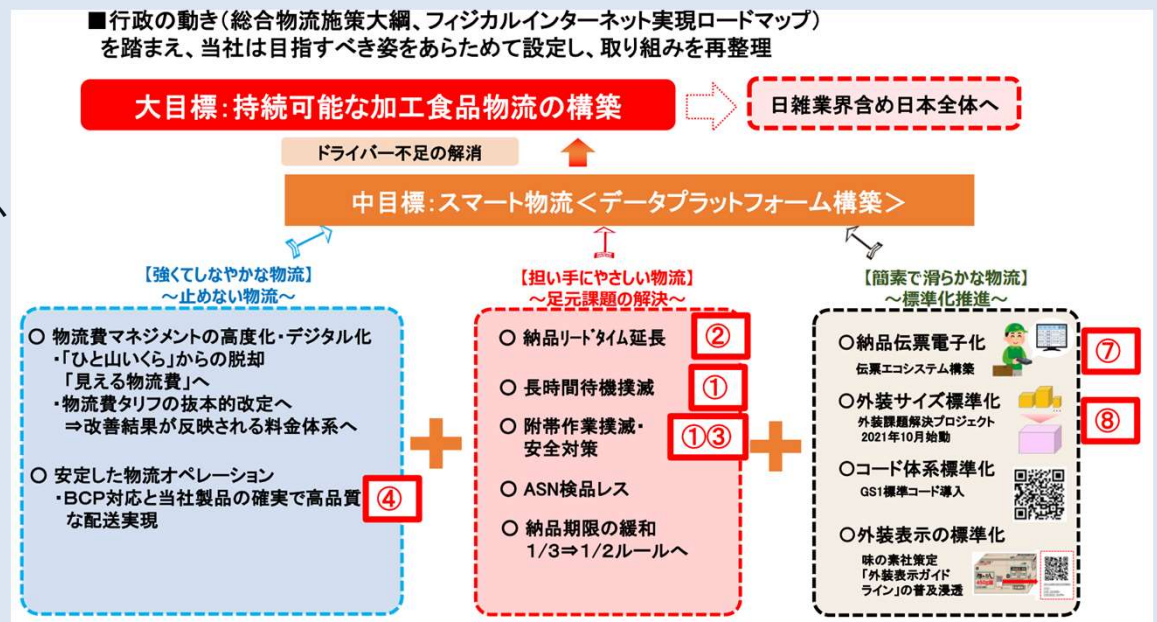 ■行政の動き(総合物流施策大綱、フィジカルインターネット実現ロードマップ)
を踏まえ、当社は目指すべき姿をあらためて設定し、取り組みを再整理
大目標:持続可能な加工食品物流の構築
日雑業界含め日本全体へ
ドライバー不足の解消
中目標:スマート物流<データプラットフォーム構築>
【強くてしなやかな物流】
~止めない物流~
○ 物流費マネジメントの高度化・デジタル化
・「ひと山いくら」からの脱却
「見える物流費」へ
・物流費タリフの抜本的改定へ
⇒改善結果が反映される料金体系へ
○ 安定した物流オペレーション
・BCP対応と当社製品の確実で高品質
な配送実現
④
【担い手にやさしい物流】
~足元課題の解決~
○ 納品リードタイム延長
②
○ 長時間待機撲滅
①
○ 附帯作業撲滅・
安全対策
①③
○ ASN検品レス
○ 納品期限の緩和
1/3⇒1/2ルールへ
【簡素で滑らかな物流】
~標準化推進~
○納品伝票電子化
伝票エコシステム構築
⑦
○外装サイズ標準化
外装課題解決プロジェクト
2021年10月始動
⑧
○コード体系標準化
GS1標準コード導入
○外装表示の標準化
味の素社策定
「外装表示ガイド
ライン」の普及浸透